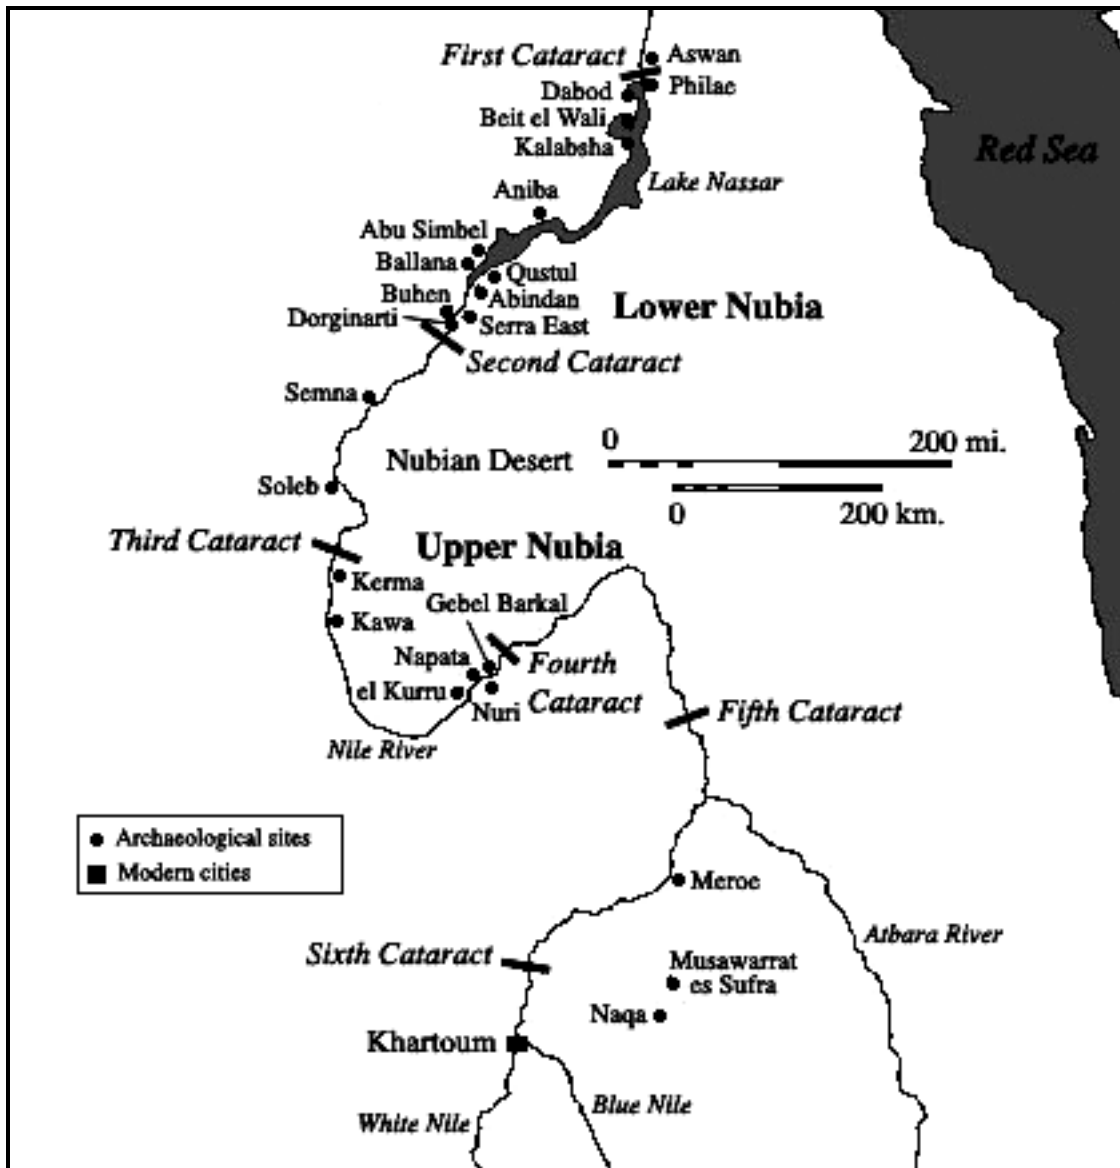 First Cataract
Aswan
Philae
Dabod
Beit el Wali
Kalabsha
Red Sea
Lake Nassar
Aniba
Abu Simbel
Ballana
Qustul
Buhen
Abindan
Lower Nubia
Dorginarti
Serra East
Second Cataract
Semna
0 200 mi.
Nubian Desert
Soleb
0 200 km.
Third Cataract
Upper Nubia
Kerma
Gebel Barkal
Kawa
Napata
Fourth
Cataract
el Kurru
Nuri
Fifth Cataract
Nile River
Archaeological sites
Modern cities
Meroe
Atbara River
Sixth Cataract
Musawarrat
es Sufra
Naqa
Khartoum
Blue Nile
White Nile